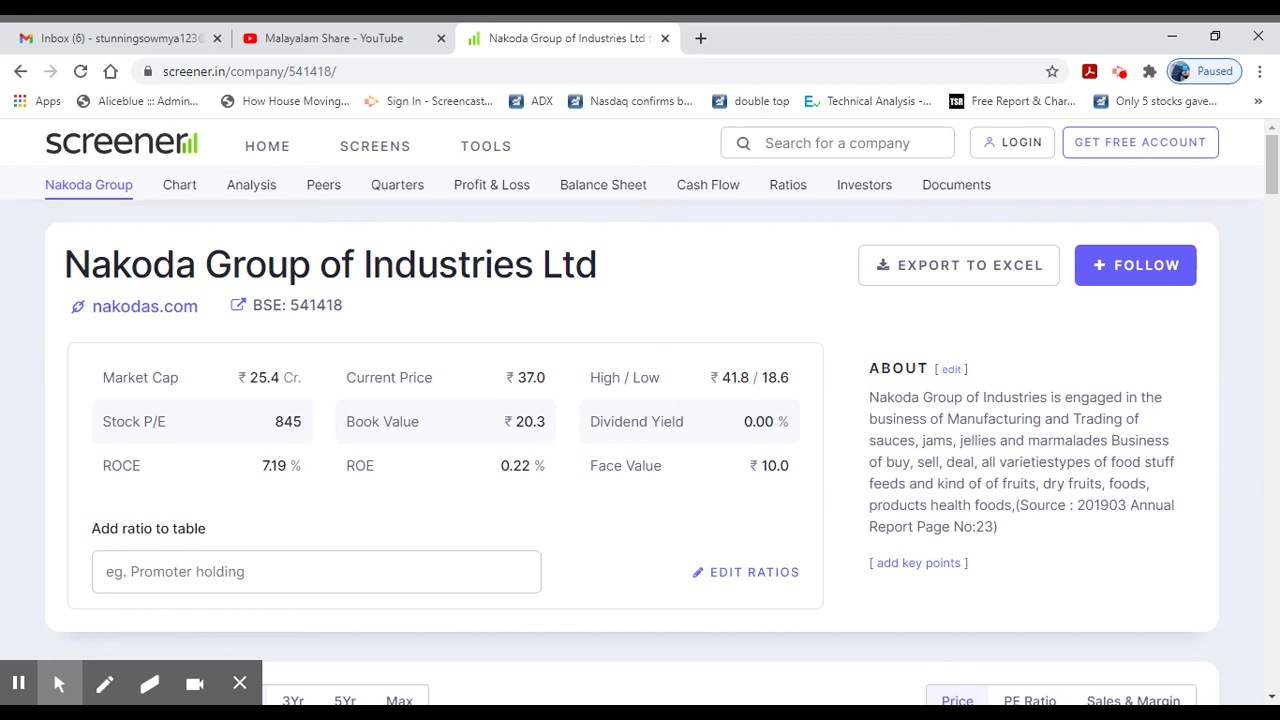 Inbox (6) - stunningsowmya123@
Malayalam Share - YouTube
Nakoda Group of Industries Ltd f
screener.in/company/541418/
Paused
Apps
Aliceblue ::: Admin...
How House Moving...
Sign In - Screencast...
ADX
Nasdaq confirms b...
double top
Technical Analysis -...
TSR
Free Report & Char...
Only 5 stocks gave...
»
screener
HOME
SCREENS
TOOLS
Search for a company
LOGIN
GET FREE ACCOUNT
Nakoda Group
Chart
Analysis
Peers
Quarters
Profit & Loss
Balance Sheet
Cash Flow
Ratios
Investors
Documents
Nakoda Group of Industries Ltd
EXPORT TO EXCEL
+ FOLLOW
nakodas.com
BSE: 541418
Market Cap ₹ 25.4 Cr.
Current Price ₹ 37.0
High / Low ₹ 41.8 / 18.6
Stock P/E 845
Book Value ₹ 20.3
Dividend Yield 0.00 %
ROCE 7.19 %
ROE 0.22 %
Face Value ₹ 10.0
Add ratio to table
eg. Promoter holding
EDIT RATIOS
ABOUT [ edit ]
Nakoda Group of Industries is engaged in the
business of Manufacturing and Trading of
sauces, jams, jellies and marmalades Business
of buy, sell, deal, all varietiestypes of food stuff
feeds and kind of of fruits, dry fruits, foods,
products health foods,(Source : 201903 Annual
Report Page No:23)
[ add key points ]
3Yr
5Yr
Max
Price
PE Ratio
Sales & Margin